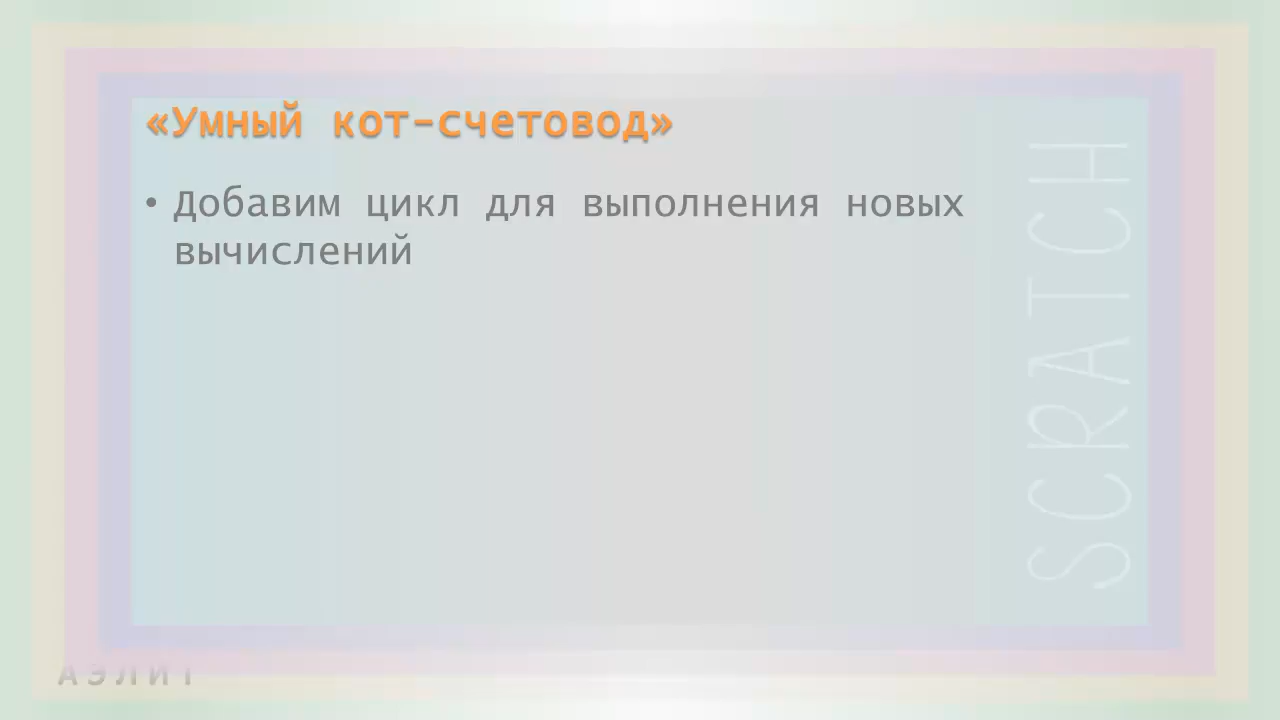 «Умный кот-счетовод»
• Добавим цикл для выполнения новых
вычислений
SCRATCH
АЭЛИТ